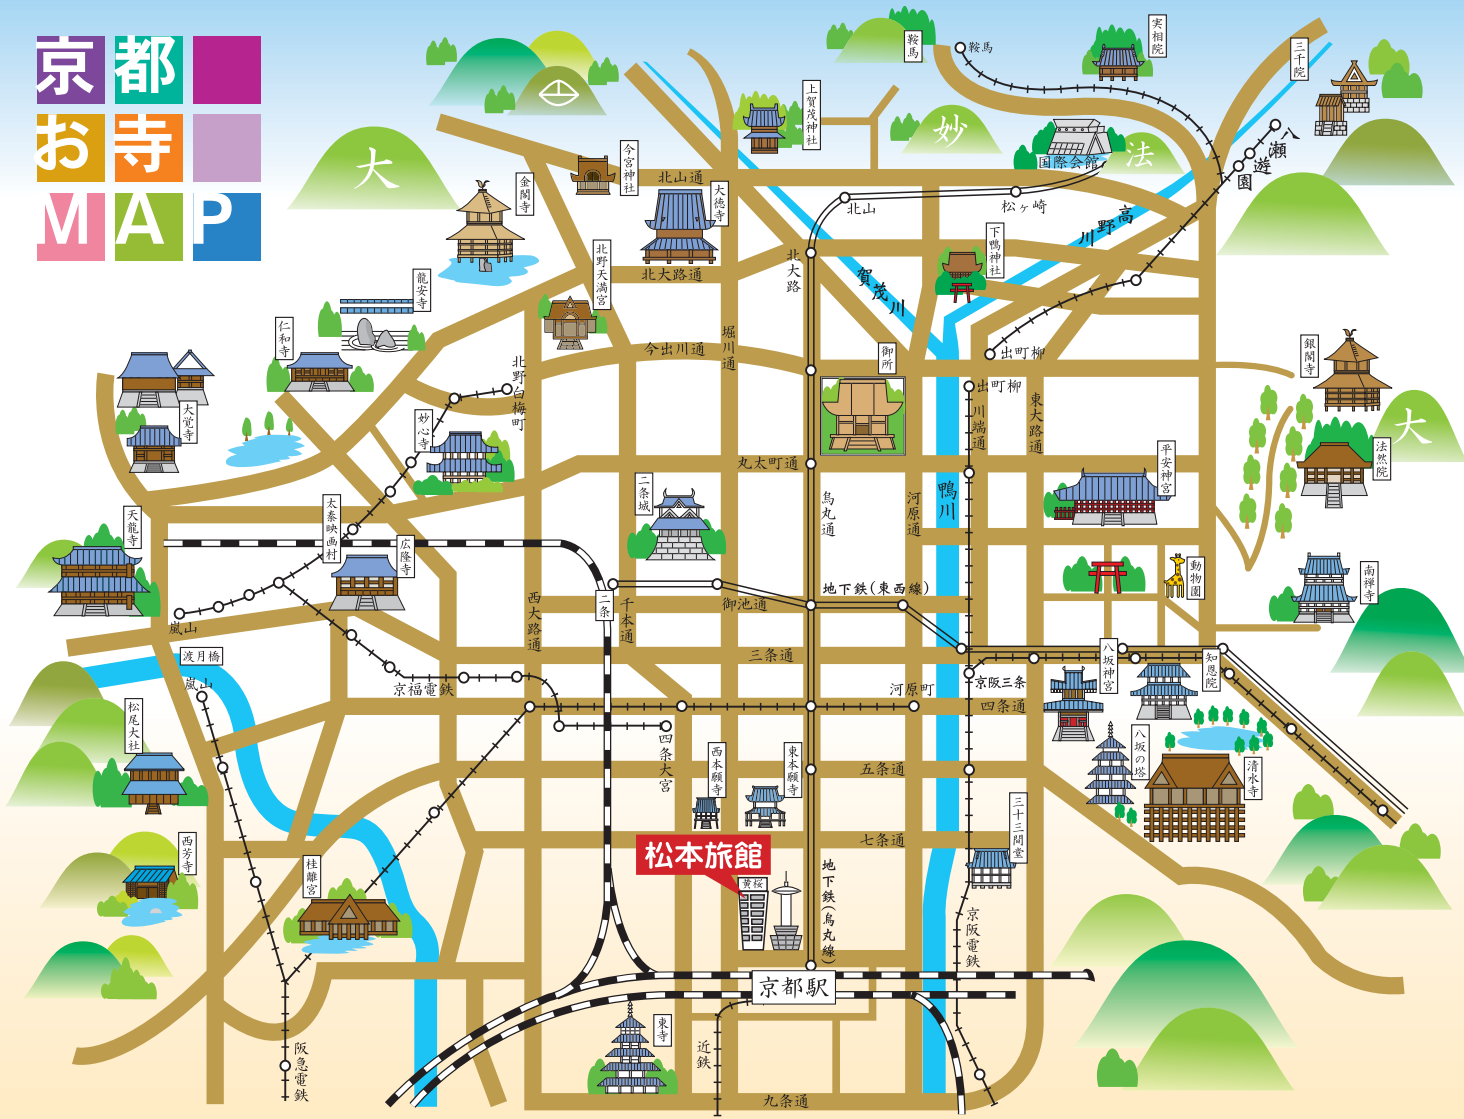 京都
お寺
MAP
鞍馬
鞍馬
実相院
三千院
上賀茂神社
妙
法
国際会館
八瀬遊園
大
今宮神社
北山通
大徳寺
金閣寺
北山
松ヶ崎
高野川
下鴨神社
北大路
賀茂川
北野天満宮
北大路通
龍安寺
仁和寺
堀川通
今出川通
御所
出町柳
出町柳
銀閣寺
大
法然院
北野白梅町
妙心寺
大覚寺
川端通
東大路通
丸太町通
平安神宮
二条城
烏丸通
河原通
鴨川
太秦映画村
天龍寺
広隆寺
動物園
南禅寺
二条
千本通
西大路通
御池通
地下鉄(東西線)
嵐山
渡月橋
嵐山
三条通
八坂神宮
知恩院
京福電鉄
河原町
京阪三条
四条通
松尾大社
四条大宮
西本願寺
東本願寺
五条通
八坂の塔
清水寺
三十三間堂
七条通
松本旅館
黄桜
地下鉄(烏丸線)
西芳寺
桂離宮
京阪電鉄
京都駅
東寺
近鉄
阪急電鉄
九条通